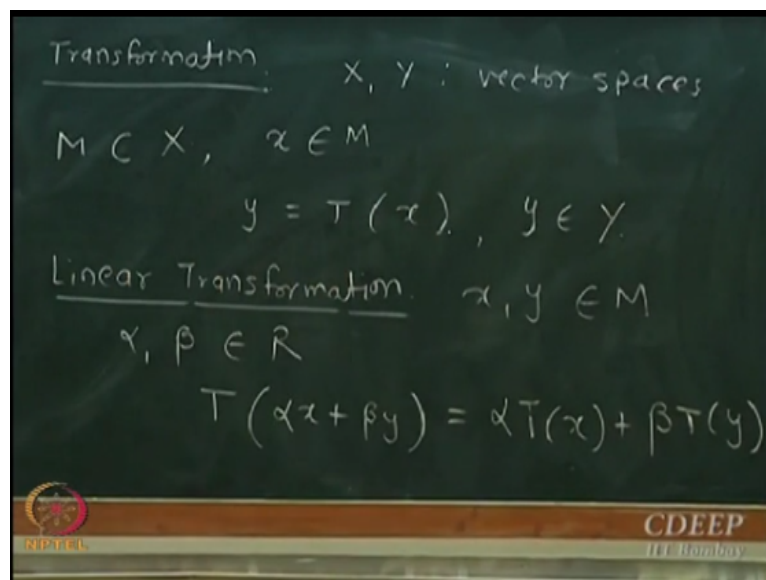 Transformation. X, Y : vector spaces
M ⊂ X, x ∈ M
y = T(x), y ∈ Y.
Linear Transformation. x, y ∈ M
α, β ∈ R
T(αx + βy) = αT(x) + βT(y)
NPTEL
CDEEP
IIT Bombay